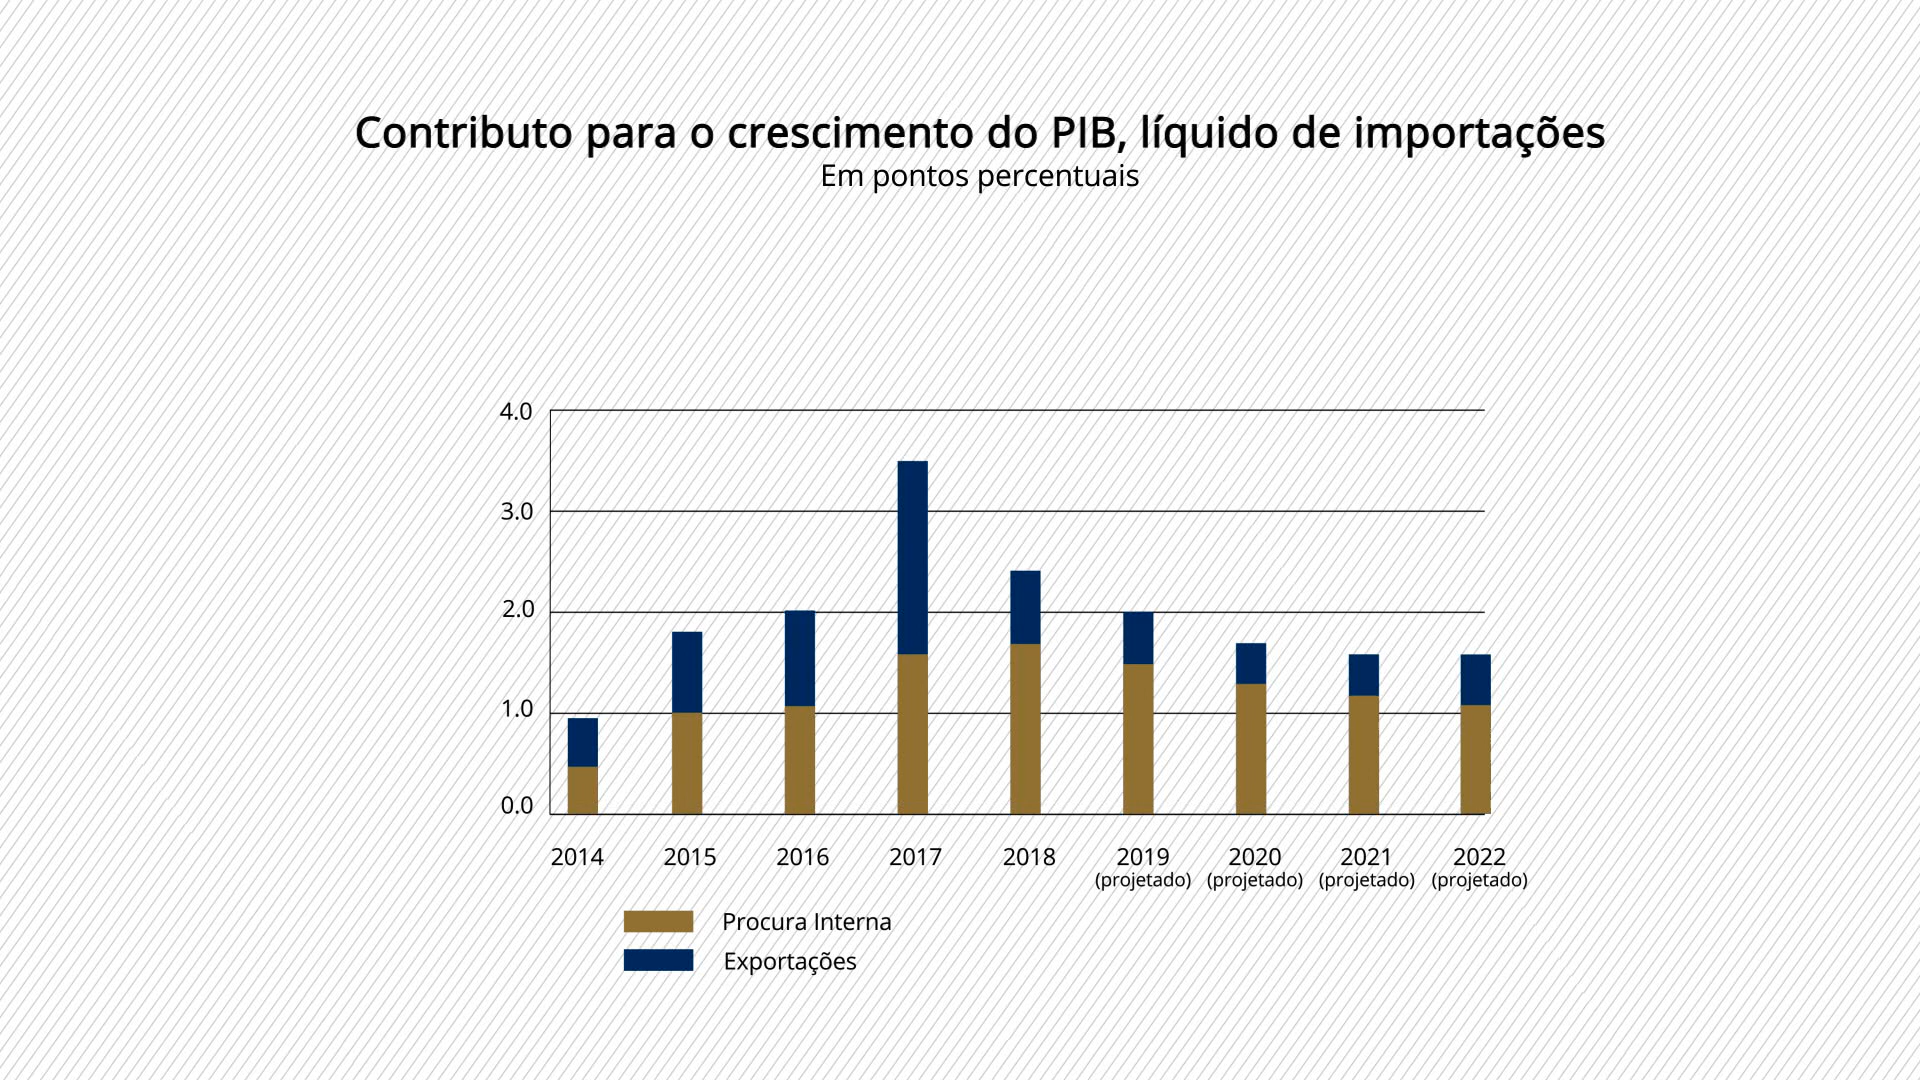 Contributo para o crescimento do PIB, líquido de importações
Em pontos percentuais
4.0
3.0
2.0
1.0
0.0
2014 2015 2016 2017 2018 2019 2020 2021 2022
(projetado) (projetado) (projetado) (projetado)
Procura Interna
Exportações